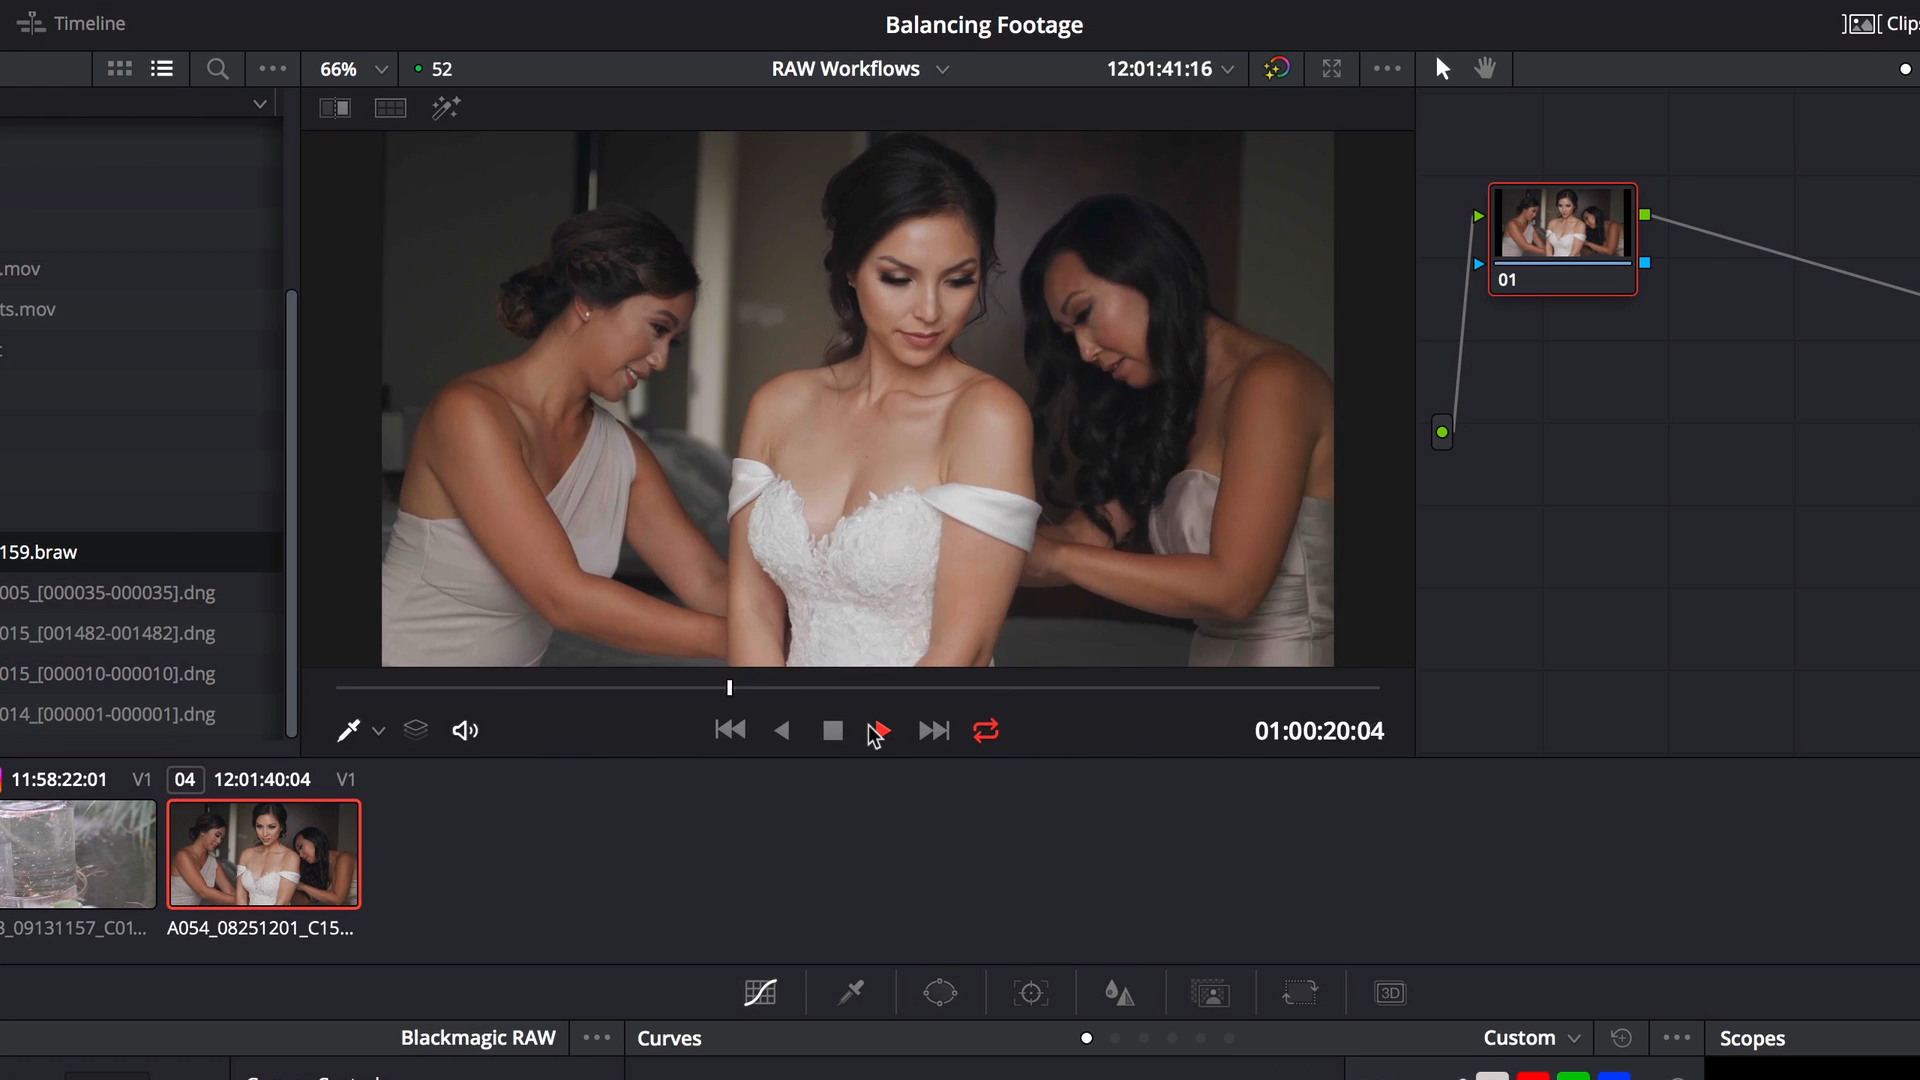 Timeline
Balancing Footage
Clips
66%
52
RAW Workflows
12:01:41:16
.mov
ts.mov
159.braw
005_[000035-000035].dng
015_[001482-001482].dng
015_[000010-000010].dng
014_[000001-000001].dng
01
01:00:20:04
11:58:22:01 V1
04 12:01:40:04 V1
_09131157_C01...
A054_08251201_C15...
3D
Blackmagic RAW
Curves
Custom
Scopes